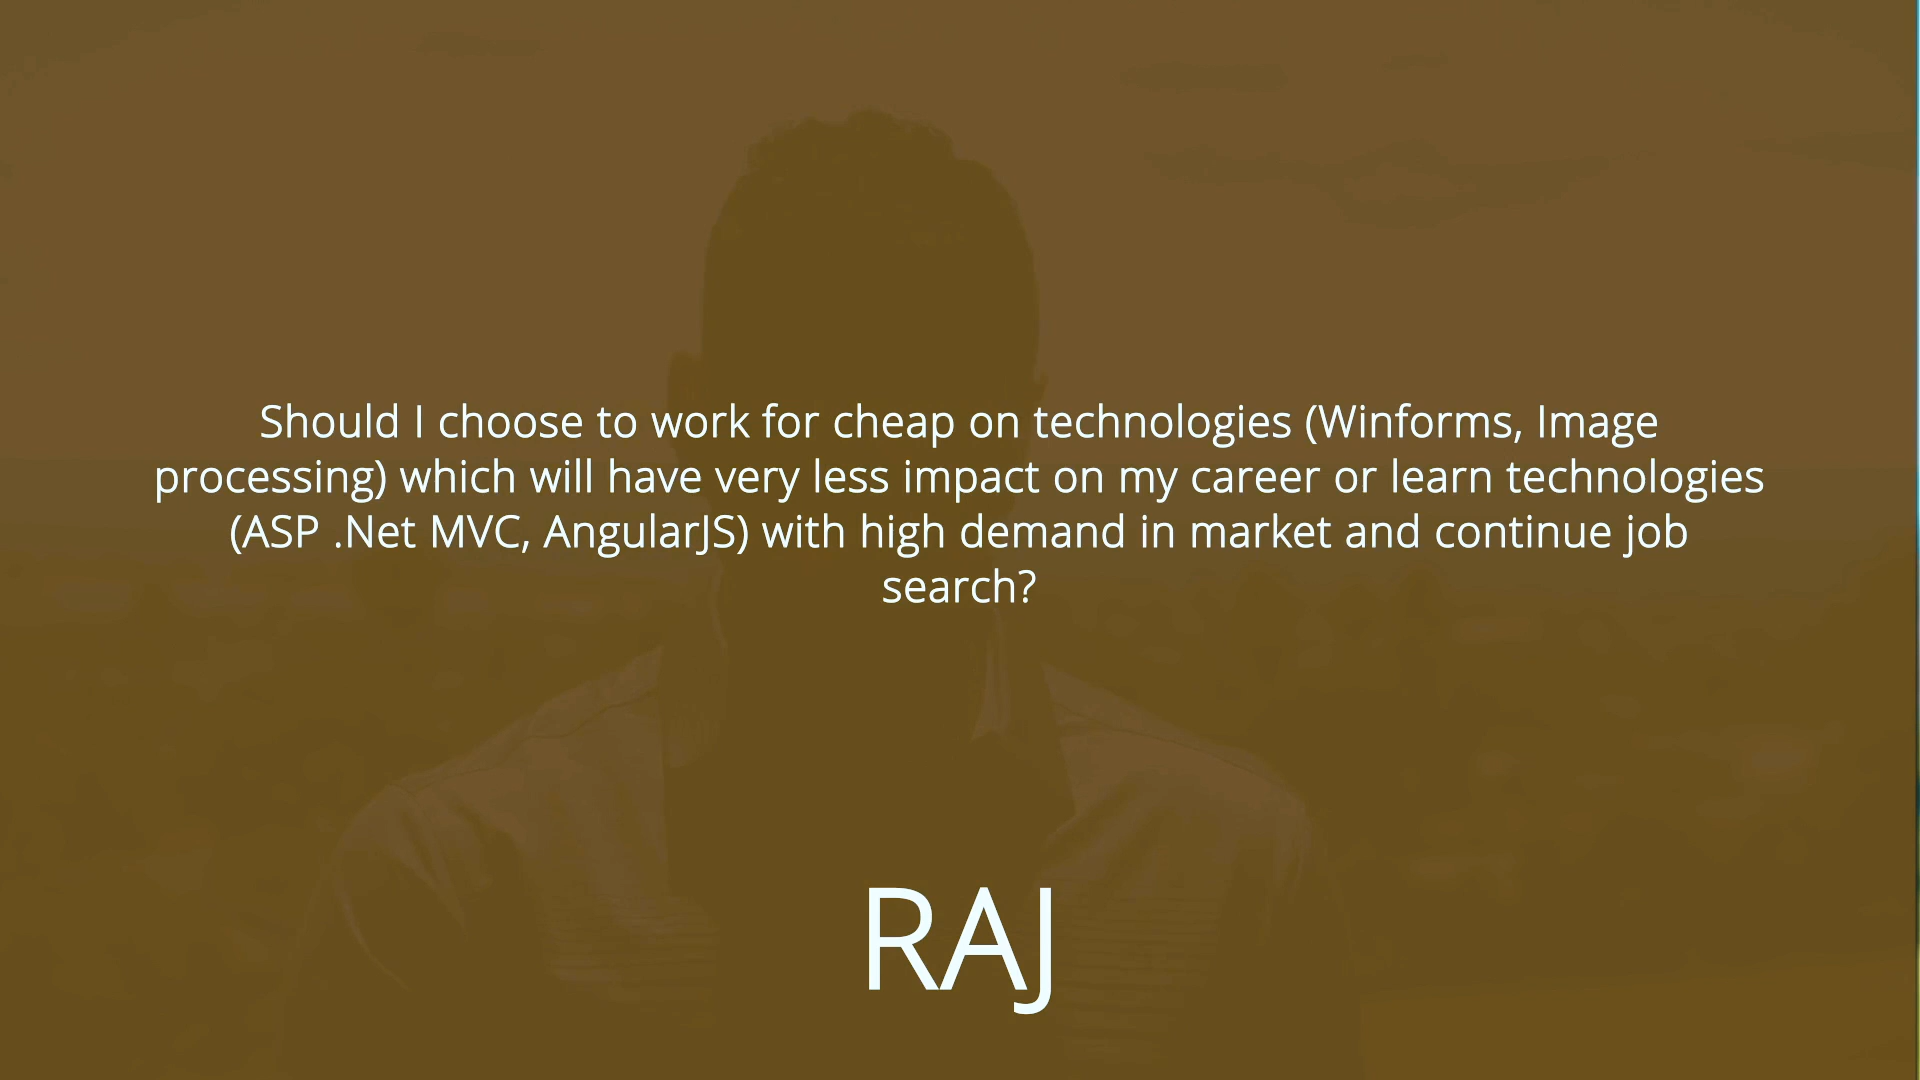 Should I choose to work for cheap on technologies (Winforms, Image
processing) which will have very less impact on my career or learn technologies
(ASP .Net MVC, AngularJS) with high demand in market and continue job
search?
RAJ